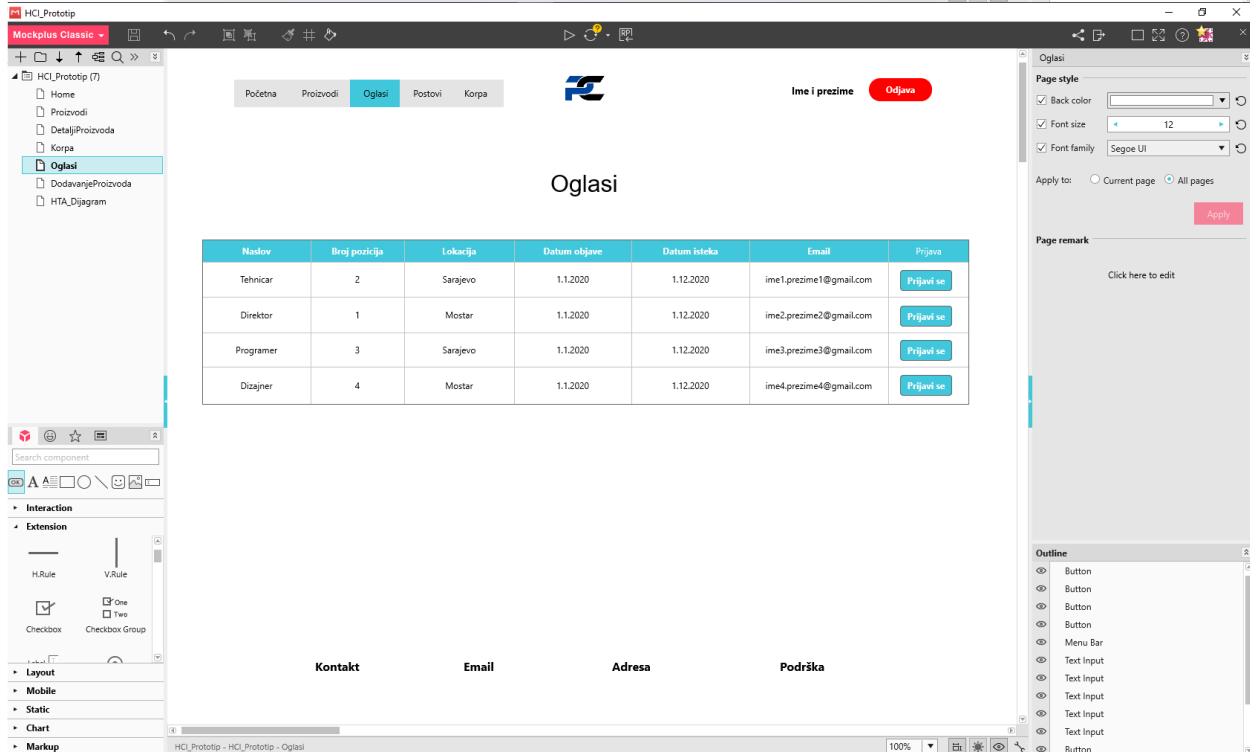 HCI_Prototip
Mockplus Classic
RP
HCI_Prototip (7)
Home
Proizvodi
DetaljiProizvoda
Korpa
Oglasi
DodavanjeProizvoda
HTA_Dijagram
Search component
OK
Interaction
Extension
H.Rule V.Rule
Checkbox
One
Two
Checkbox Group
Label
Layout
Mobile
Static
Chart
Markup
Početna Proizvodi Oglasi Postovi Korpa
PC
Ime i prezime Odjava
Oglasi
Naslov Broj pozicija Lokacija Datum objave Datum isteka Email Prijava
Tehnicar 2 Sarajevo 1.1.2020 1.12.2020 ime1.prezime1@gmail.com Prijavi se
Direktor 1 Mostar 1.1.2020 1.12.2020 ime2.prezime2@gmail.com Prijavi se
Programer 3 Sarajevo 1.1.2020 1.12.2020 ime3.prezime3@gmail.com Prijavi se
Dizajner 4 Mostar 1.1.2020 1.12.2020 ime4.prezime4@gmail.com Prijavi se
Kontakt Email Adresa Podrška
HCI_Prototip - HCI_Prototip - Oglasi
100%
Oglasi
Page style
Back color
Font size 12
Font family Segoe UI
Apply to: Current page All pages
Apply
Page remark
Click here to edit
Outline
Button
Button
Button
Button
Menu Bar
Text Input
Text Input
Text Input
Text Input
Text Input
Button